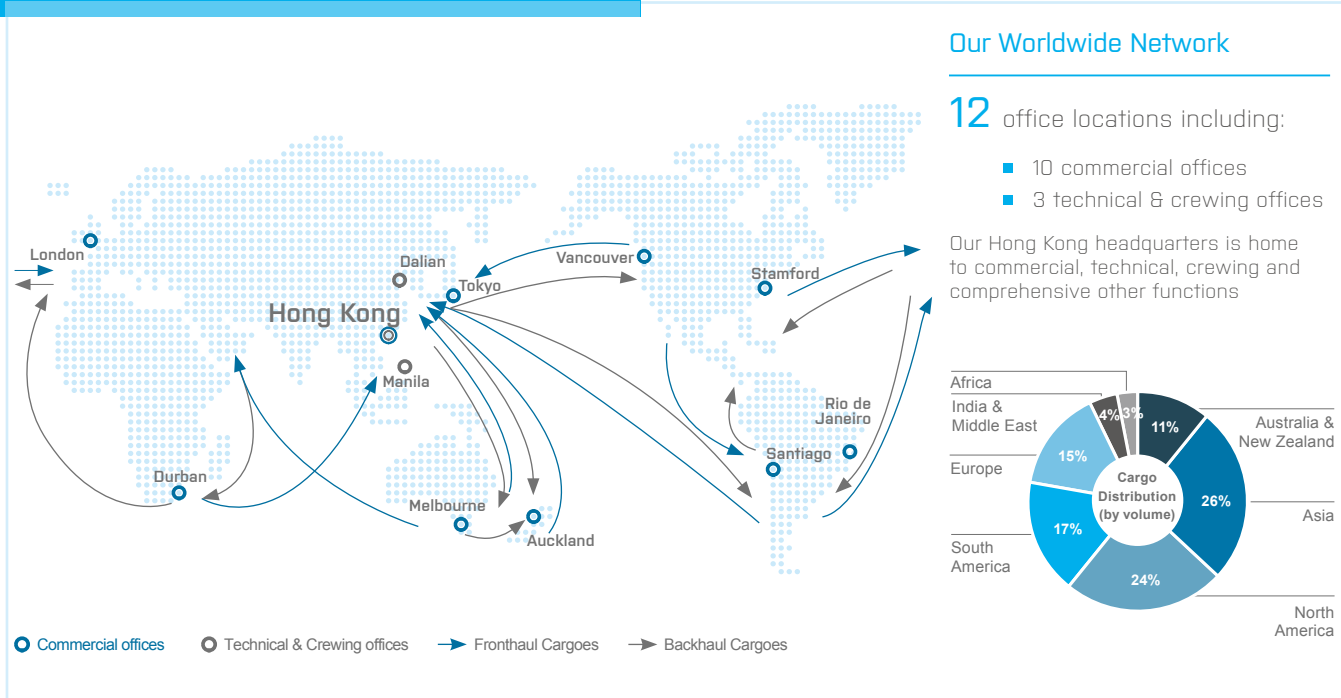 Our Worldwide Network
12 office locations including:
10 commercial offices
3 technical & crewing offices
Our Hong Kong headquarters is home
to commercial, technical, crewing and
comprehensive other functions
London
Dalian
Tokyo
Hong Kong
Manila
Durban
Melbourne
Auckland
Vancouver
Stamford
Rio de
Janeiro
Santiago
Africa
India &
Middle East
Europe
South
America
Australia &
New Zealand
Asia
North
America
4%
3%
11%
15%
26%
17%
24%
Cargo
Distribution
(by volume)
Commercial offices
Technical & Crewing offices
Fronthaul Cargoes
Backhaul Cargoes